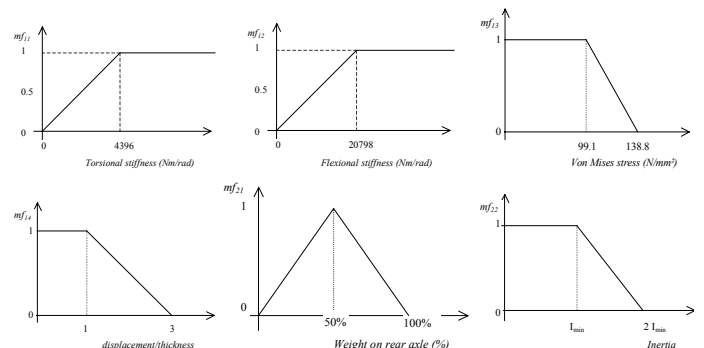 mf11
1
0.5
0
0
4396
Torsional stiffness (Nm/rad)
mf12
1
0.5
0
0
20798
Flexional stiffness (Nm/rad)
mf13
1
0
99.1
138.8
Von Mises stress (N/mm²)
mf14
1
0
1
3
displacement/thickness
mf21
1
0
50%
100%
Weight on rear axle (%)
mf22
1
0
Imin
2 Imin
Inertia